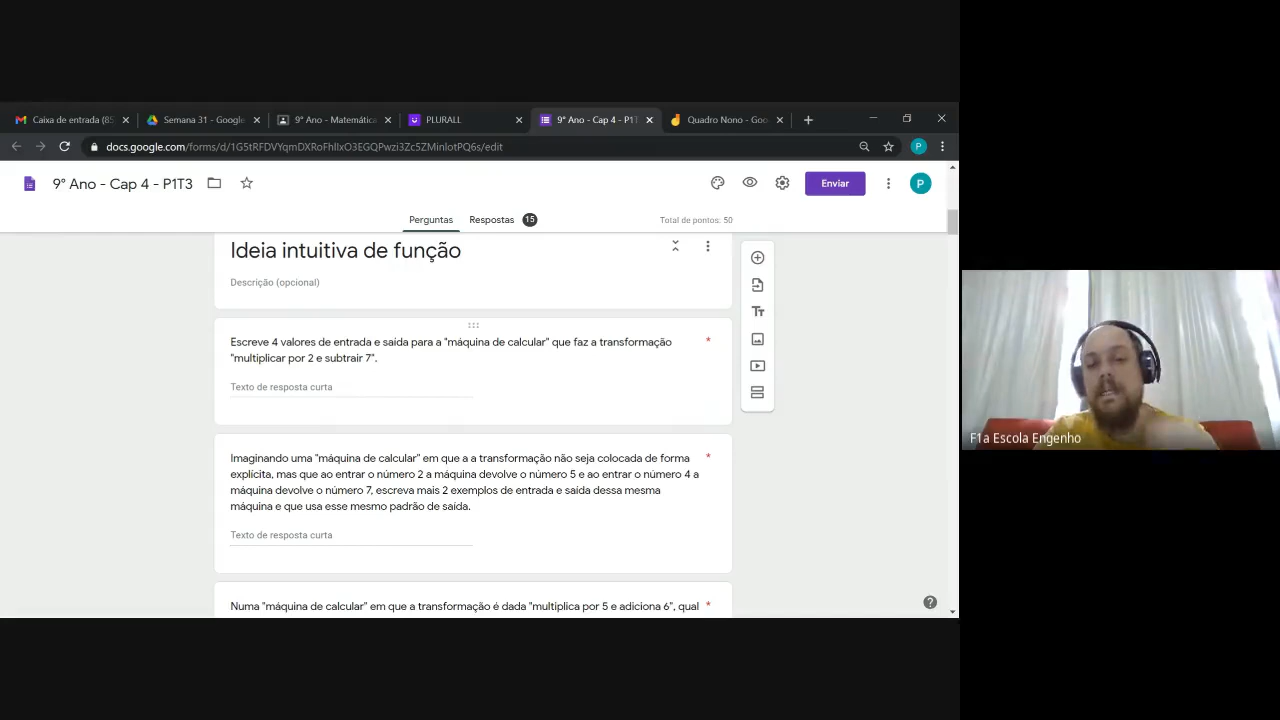 Caixa de entrada (85
Semana 31 - Google
9° Ano - Matemátic
PLURALL
9° Ano - Cap 4 - P1T
Quadro Nono - Goo
docs.google.com/forms/d/1G5tRFDVYqmDXRoFhlIxO3EGQPwzi3Zc5ZMinlotPQ6s/edit
P
9° Ano - Cap 4 - P1T3
Enviar
P
Perguntas
Respostas
15
Total de pontos: 50
Ideia intuitiva de função
Descrição (opcional)
Escreve 4 valores de entrada e saída para a "máquina de calcular" que faz a transformação
"multiplicar por 2 e subtrair 7".
*
Texto de resposta curta
Imaginando uma "máquina de calcular" em que a a transformação não seja colocada de forma
explícita, mas que ao entrar o número 2 a máquina devolve o número 5 e ao entrar o número 4 a
máquina devolve o número 7, escreva mais 2 exemplos de entrada e saída dessa mesma
máquina e que usa esse mesmo padrão de saída.
*
Texto de resposta curta
Numa "máquina de calcular" em que a transformação é dada "multiplica por 5 e adiciona 6", qual
*
Tт
F1a Escola Engenho